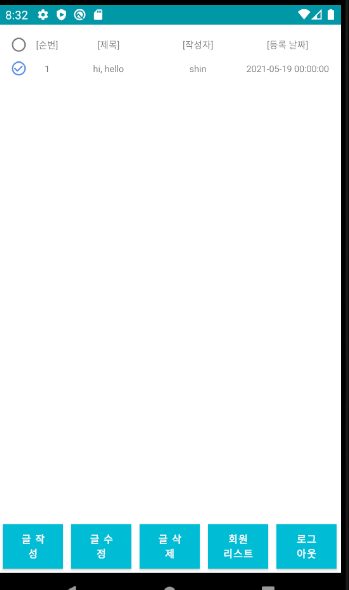 8:32
[순번] [제목] [작성자] [등록 날짜]
1 hi, hello shin 2021-05-19 00:00:00
글 작
성
글 수
정
글 삭
제
회원
리스트
로그
아웃